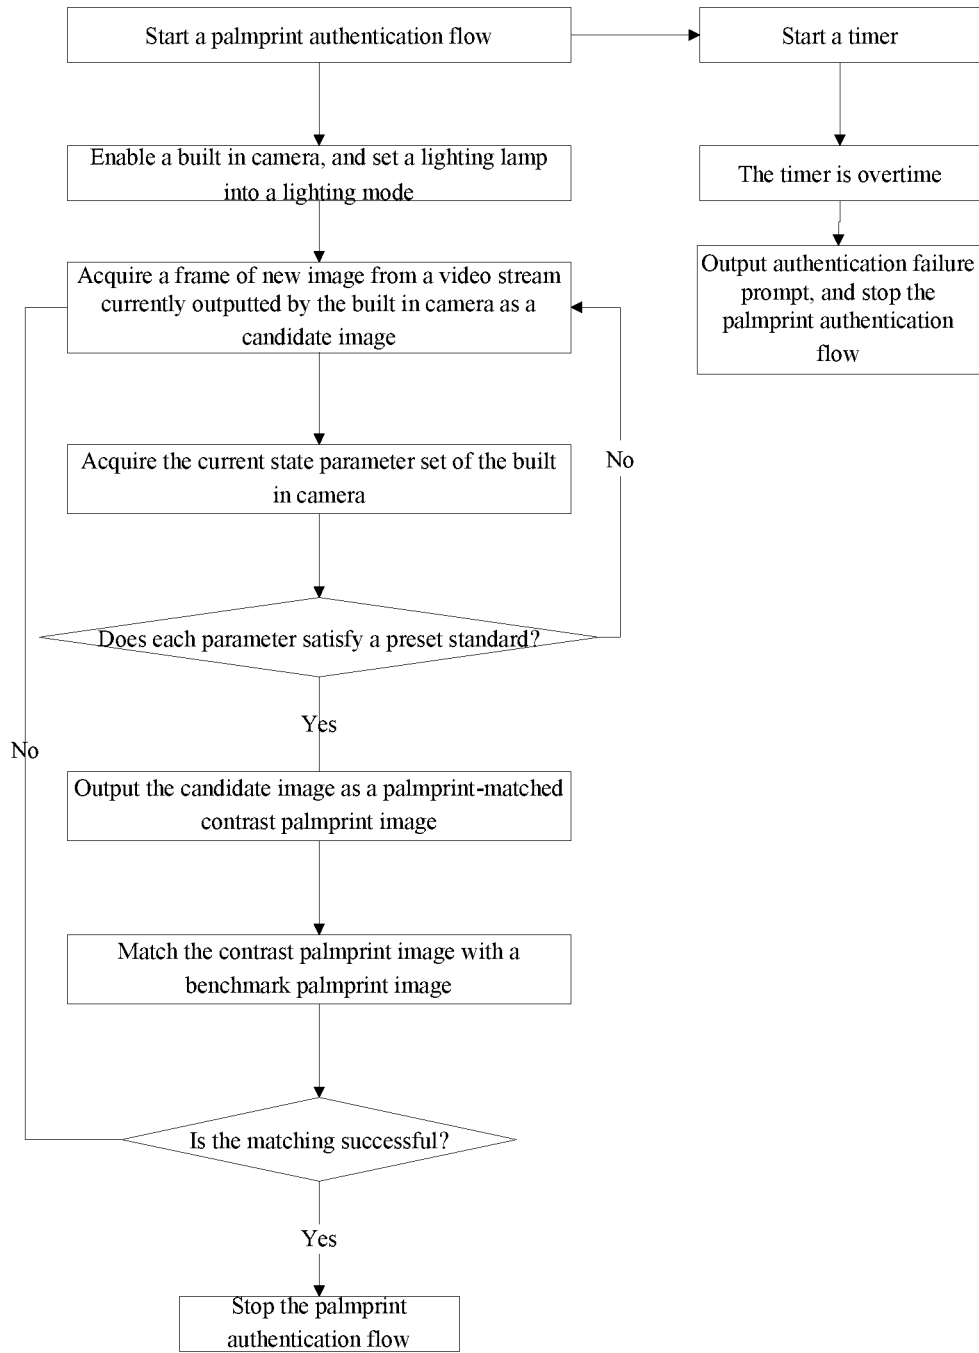 Start a palmprint authentication flow
Start a timer
Enable a built in camera, and set a lighting lamp
into a lighting mode
The timer is overtime
Acquire a frame of new image from a video stream
currently outputted by the built in camera as a
candidate image
Output authentication failure
prompt, and stop the
palmprint authentication
flow
Acquire the current state parameter set of the built
in camera
No
Does each parameter satisfy a preset standard?
Yes
No
Output the candidate image as a palmprint-matched
contrast palmprint image
Match the contrast palmprint image with a
benchmark palmprint image
Is the matching successful?
Yes
Stop the palmprint
authentication flow